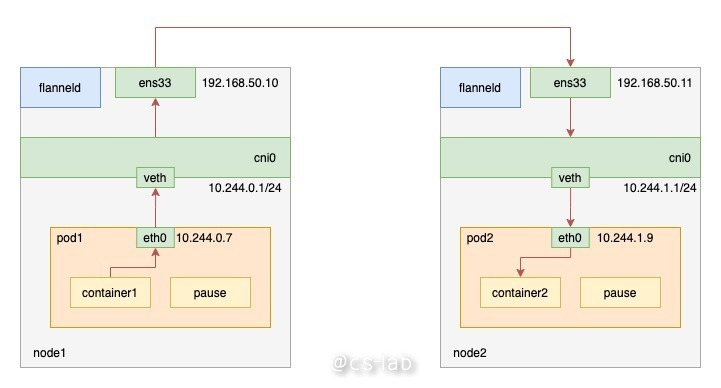 flanneld
ens33
192.168.50.10
cni0
veth
10.244.0.1/24
pod1
eth0
10.244.0.7
container1
pause
node1
flanneld
ens33
192.168.50.11
cni0
veth
10.244.1.1/24
pod2
eth0
10.244.1.9
container2
pause
node2
@cs-lab